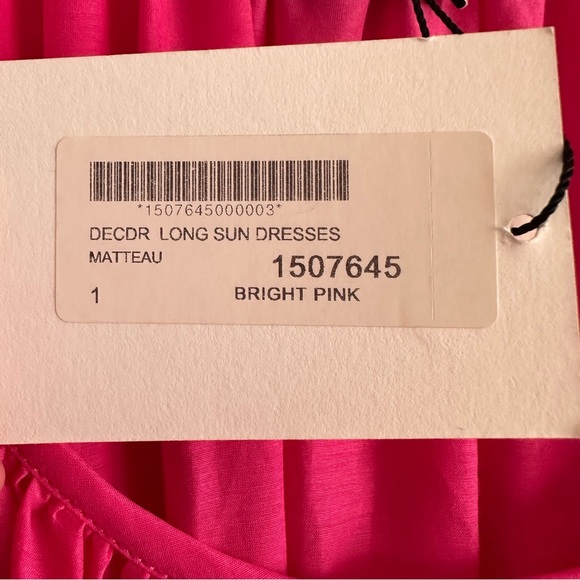 *1507645000003*
DECDR LONG SUN DRESSES
MATTEAU 1507645
1 BRIGHT PINK